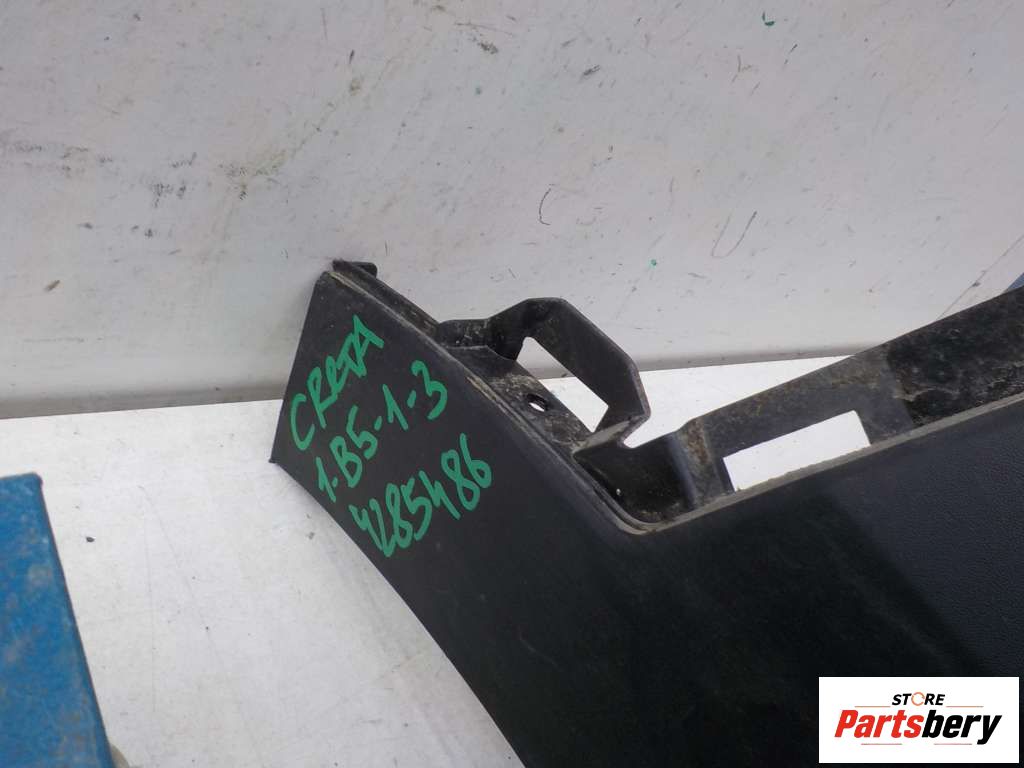 CRETA
1-B5-1-3
4285486
STORE
Partsbery